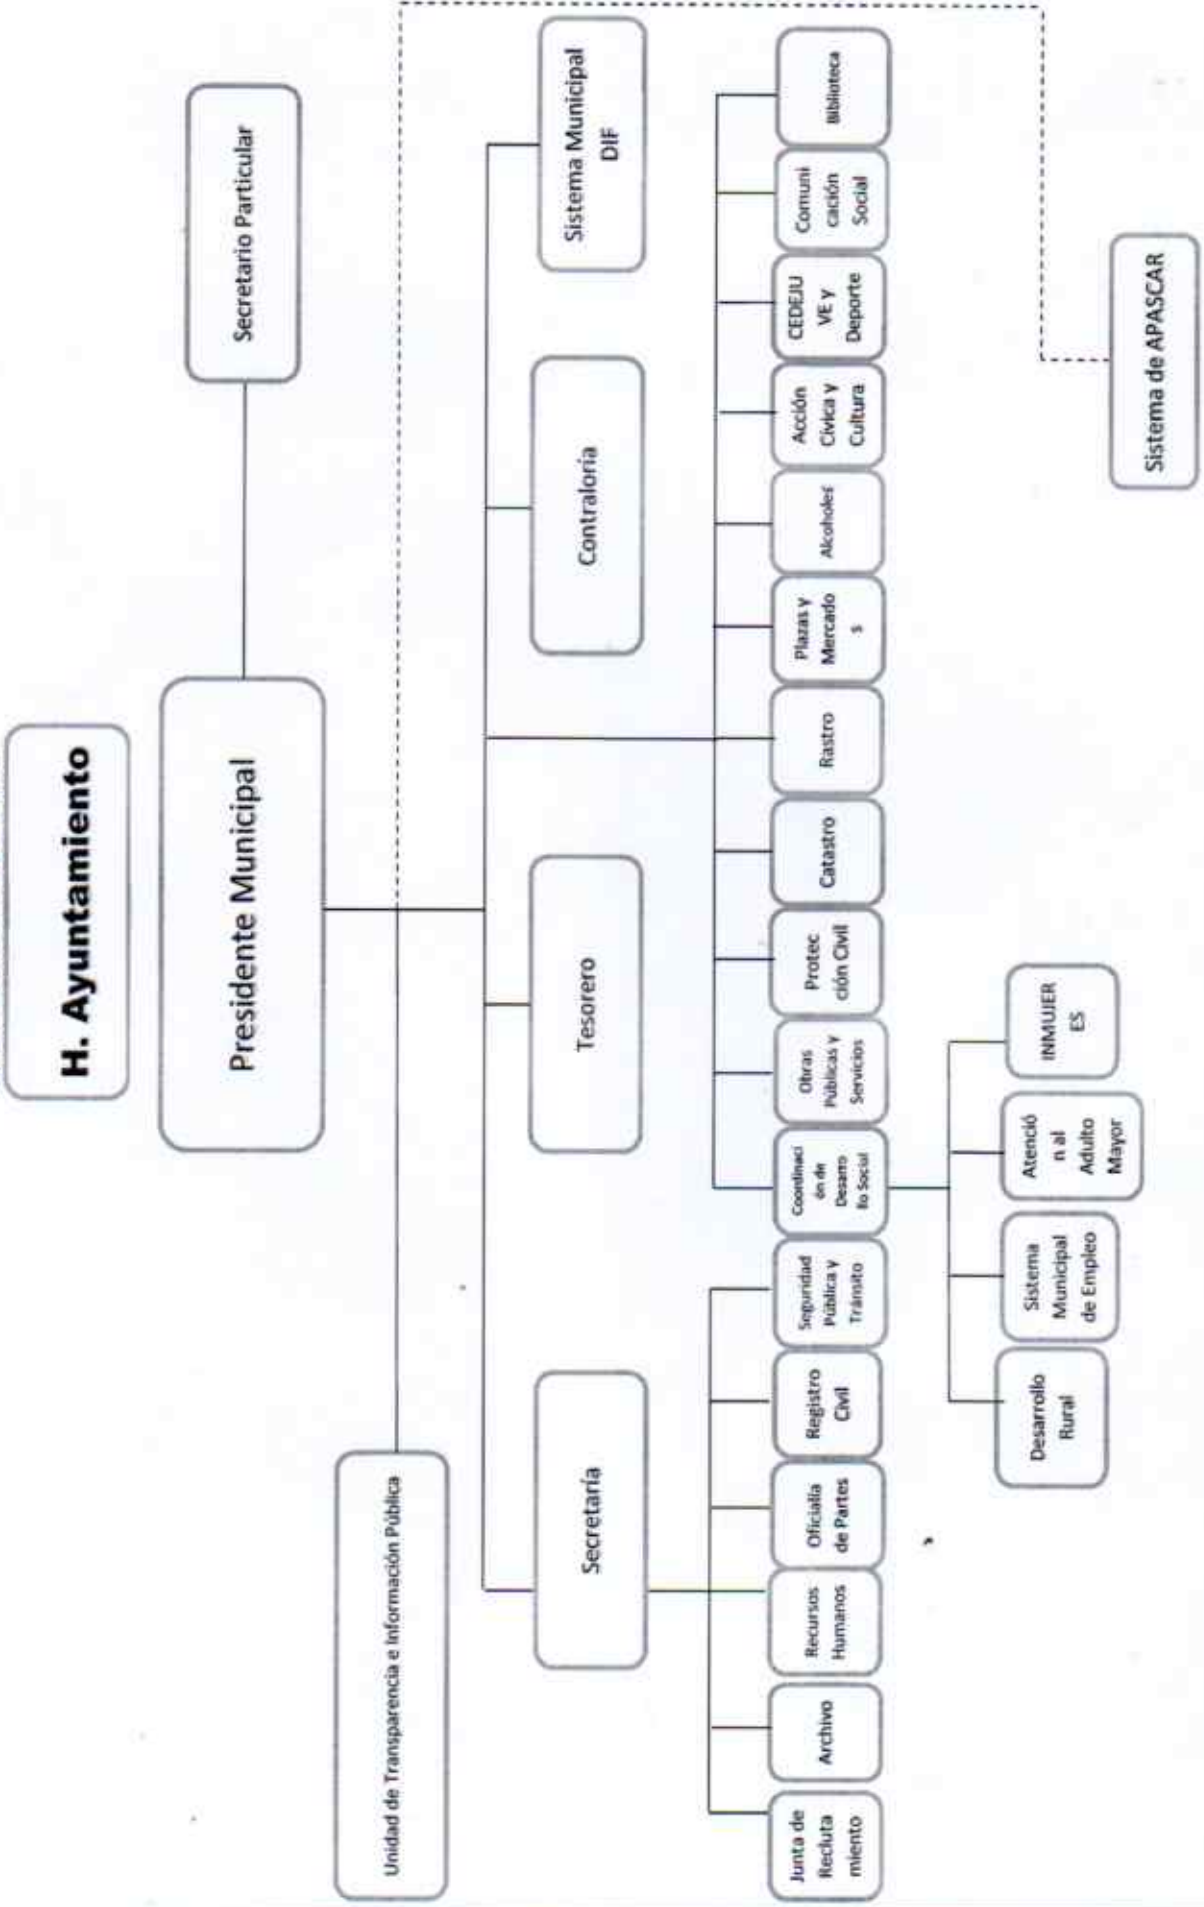 H. Ayuntamiento
Presidente Municipal
Secretario Particular
Unidad de Transparencia e Información Pública
Secretaría
Tesorero
Contraloria
Sistema Municipal
DIF
Junta de
Recluta
miento
Archivo
Recursos
Humanos
Oficialia
de Partes
Registro
Civil
Seguridad
Pública y
Tránsito
Coordinaci
ón de
Desarro
llo Social
Obras
Públicas y
Servicios
Protec
ción Civil
Catastro
Rastro
Plazas y
Mercado
s
Alcoholes
Acción
Cívica y
Cultura
CEDEJU
VE y
Deporte
Comuni
cación
Social
Biblioteca
Desarrollo
Rural
Sistema
Municipal
de Empleo
Atenció
n al
Adulto
Mayor
INMUJER
ES
Sistema de APASCAR